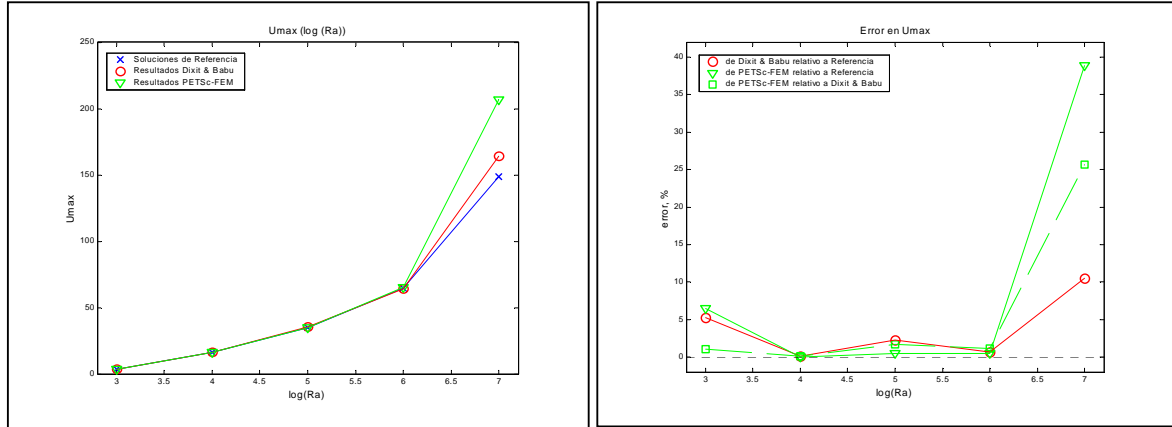 Umax (log (Ra))
250
200
150
100
50
0
Umax
Soluciones de Referencia
Resultados Dixit & Babu
Resultados PETSc-FEM
3 3.5 4 4.5 5 5.5 6 6.5 7
log(Ra)
Error en Umax
40
35
30
25
20
15
10
5
0
error, %
de Dixit & Babu relativo a Referencia
de PETSc-FEM relativo a Referencia
de PETSc-FEM relativo a Dixit & Babu
3 3.5 4 4.5 5 5.5 6 6.5 7
log(Ra)